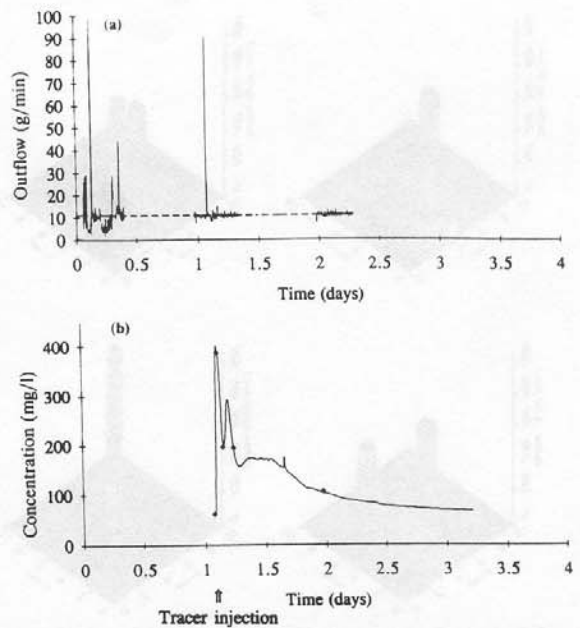 (a)
Outflow (g/min)
100
90
80
70
60
50
40
30
20
10
0
0 0.5 1 1.5 2 2.5 3 3.5 4
Time (days)
(b)
Concentration (mg/l)
400
300
200
100
0
0 0.5 1 1.5 2 2.5 3 3.5 4
⇑ Time (days)
Tracer injection